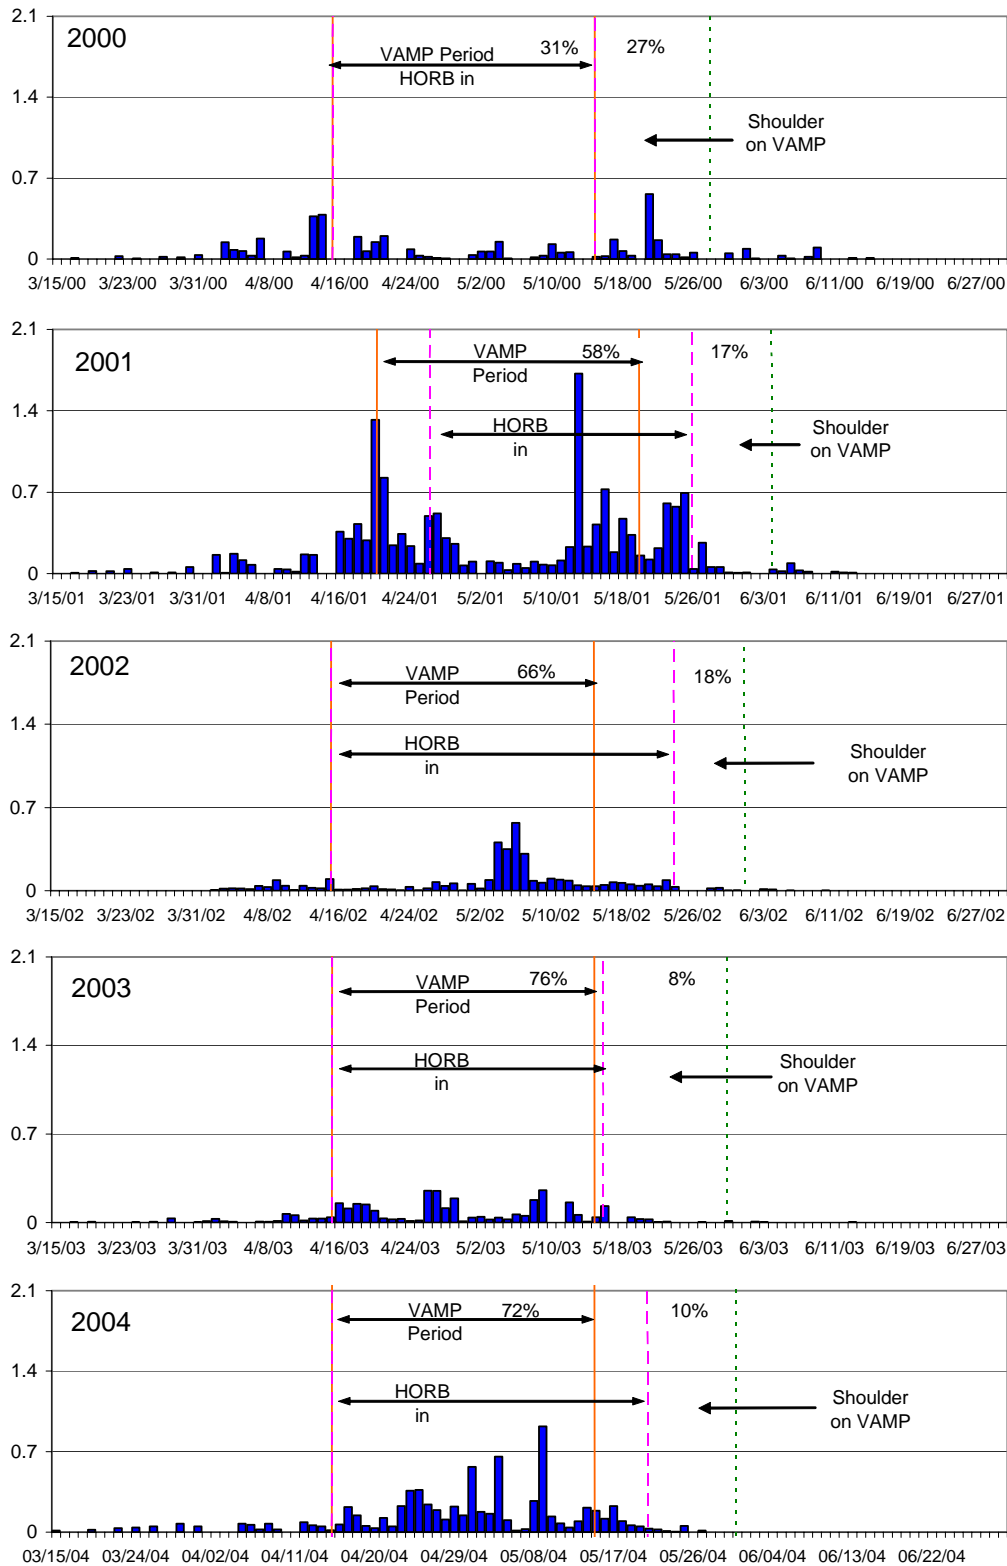 2.1
2000
VAMP Period 31% 27%
HORB in
1.4
Shoulder
on VAMP
0.7
0
3/15/00 3/23/00 3/31/00 4/8/00 4/16/00 4/24/00 5/2/00 5/10/00 5/18/00 5/26/00 6/3/00 6/11/00 6/19/00 6/27/00
2.1
2001
VAMP 58% 17%
Period
1.4
HORB
in
Shoulder
on VAMP
0.7
0
3/15/01 3/23/01 3/31/01 4/8/01 4/16/01 4/24/01 5/2/01 5/10/01 5/18/01 5/26/01 6/3/01 6/11/01 6/19/01 6/27/01
2.1
2002
VAMP 66% 18%
Period
1.4
HORB
in
Shoulder
on VAMP
0.7
0
3/15/02 3/23/02 3/31/02 4/8/02 4/16/02 4/24/02 5/2/02 5/10/02 5/18/02 5/26/02 6/3/02 6/11/02 6/19/02 6/27/02
2.1
2003
VAMP 76% 8%
Period
1.4
HORB
in
Shoulder
on VAMP
0.7
0
3/15/03 3/23/03 3/31/03 4/8/03 4/16/03 4/24/03 5/2/03 5/10/03 5/18/03 5/26/03 6/3/03 6/11/03 6/19/03 6/27/03
2.1
2004
VAMP 72% 10%
Period
1.4
HORB
in
Shoulder
on VAMP
0.7
0
03/15/04 03/24/04 04/02/04 04/11/04 04/20/04 04/29/04 05/08/04 05/17/04 05/26/04 06/04/04 06/13/04 06/22/04